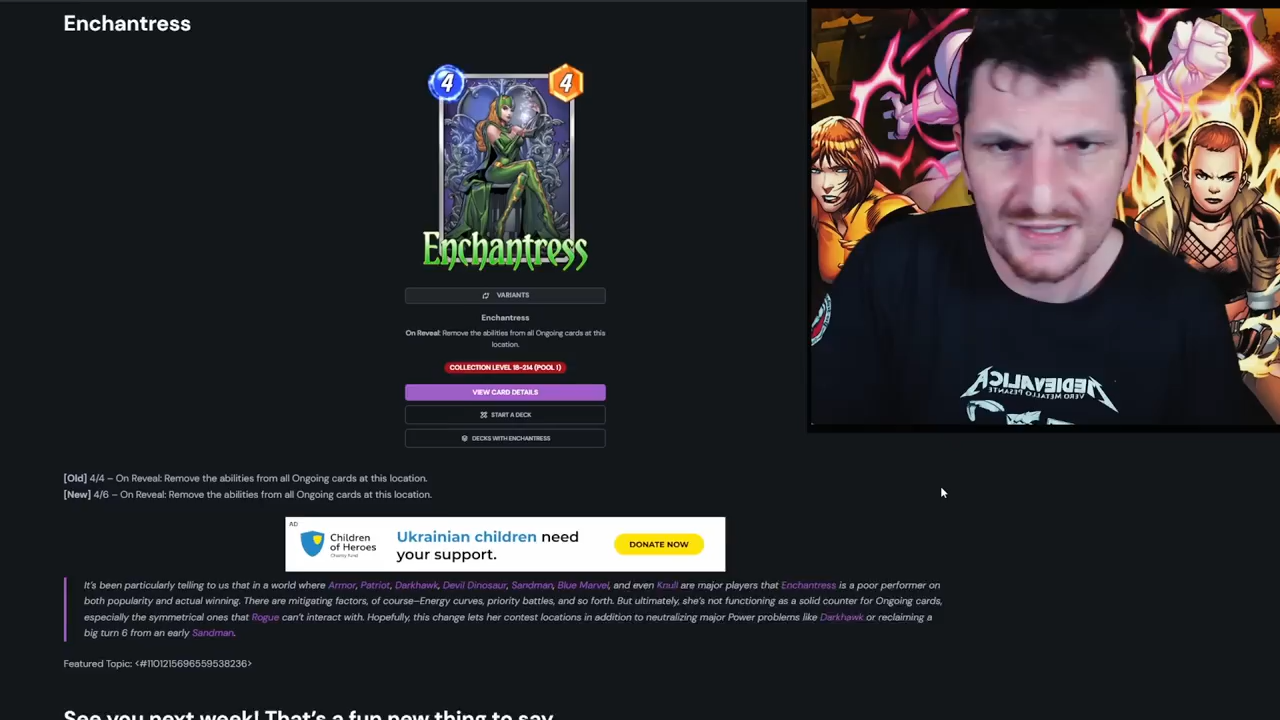 Enchantress
4
4
Enchantress
VARIANTS
Enchantress
On Reveal: Remove the abilities from all Ongoing cards at this
location.
COLLECTION LEVEL 18-214 (POOL 1)
VIEW CARD DETAILS
START A DECK
DECKS WITH ENCHANTRESS
MEDIEVALICA
VERO METALLO PESANTE
[Old] 4/4 – On Reveal: Remove the abilities from all Ongoing cards at this location.
[New] 4/6 – On Reveal: Remove the abilities from all Ongoing cards at this location.
AD
Children of Heroes
Charity Fund
Ukrainian children need
your support.
DONATE NOW
It's been particularly telling to us that in a world where Armor, Patriot, Darkhawk, Devil Dinosaur, Sandman, Blue Marvel, and even Knull are major players that Enchantress is a poor performer on
both popularity and actual winning. There are mitigating factors, of course–Energy curves, priority battles, and so forth. But ultimately, she's not functioning as a solid counter for Ongoing cards,
especially the symmetrical ones that Rogue can't interact with. Hopefully, this change lets her contest locations in addition to neutralizing major Power problems like Darkhawk or reclaiming a
big turn 6 from an early Sandman.
Featured Topic: <#1101215696559538236>
See you next week! That's a fun new thing to say